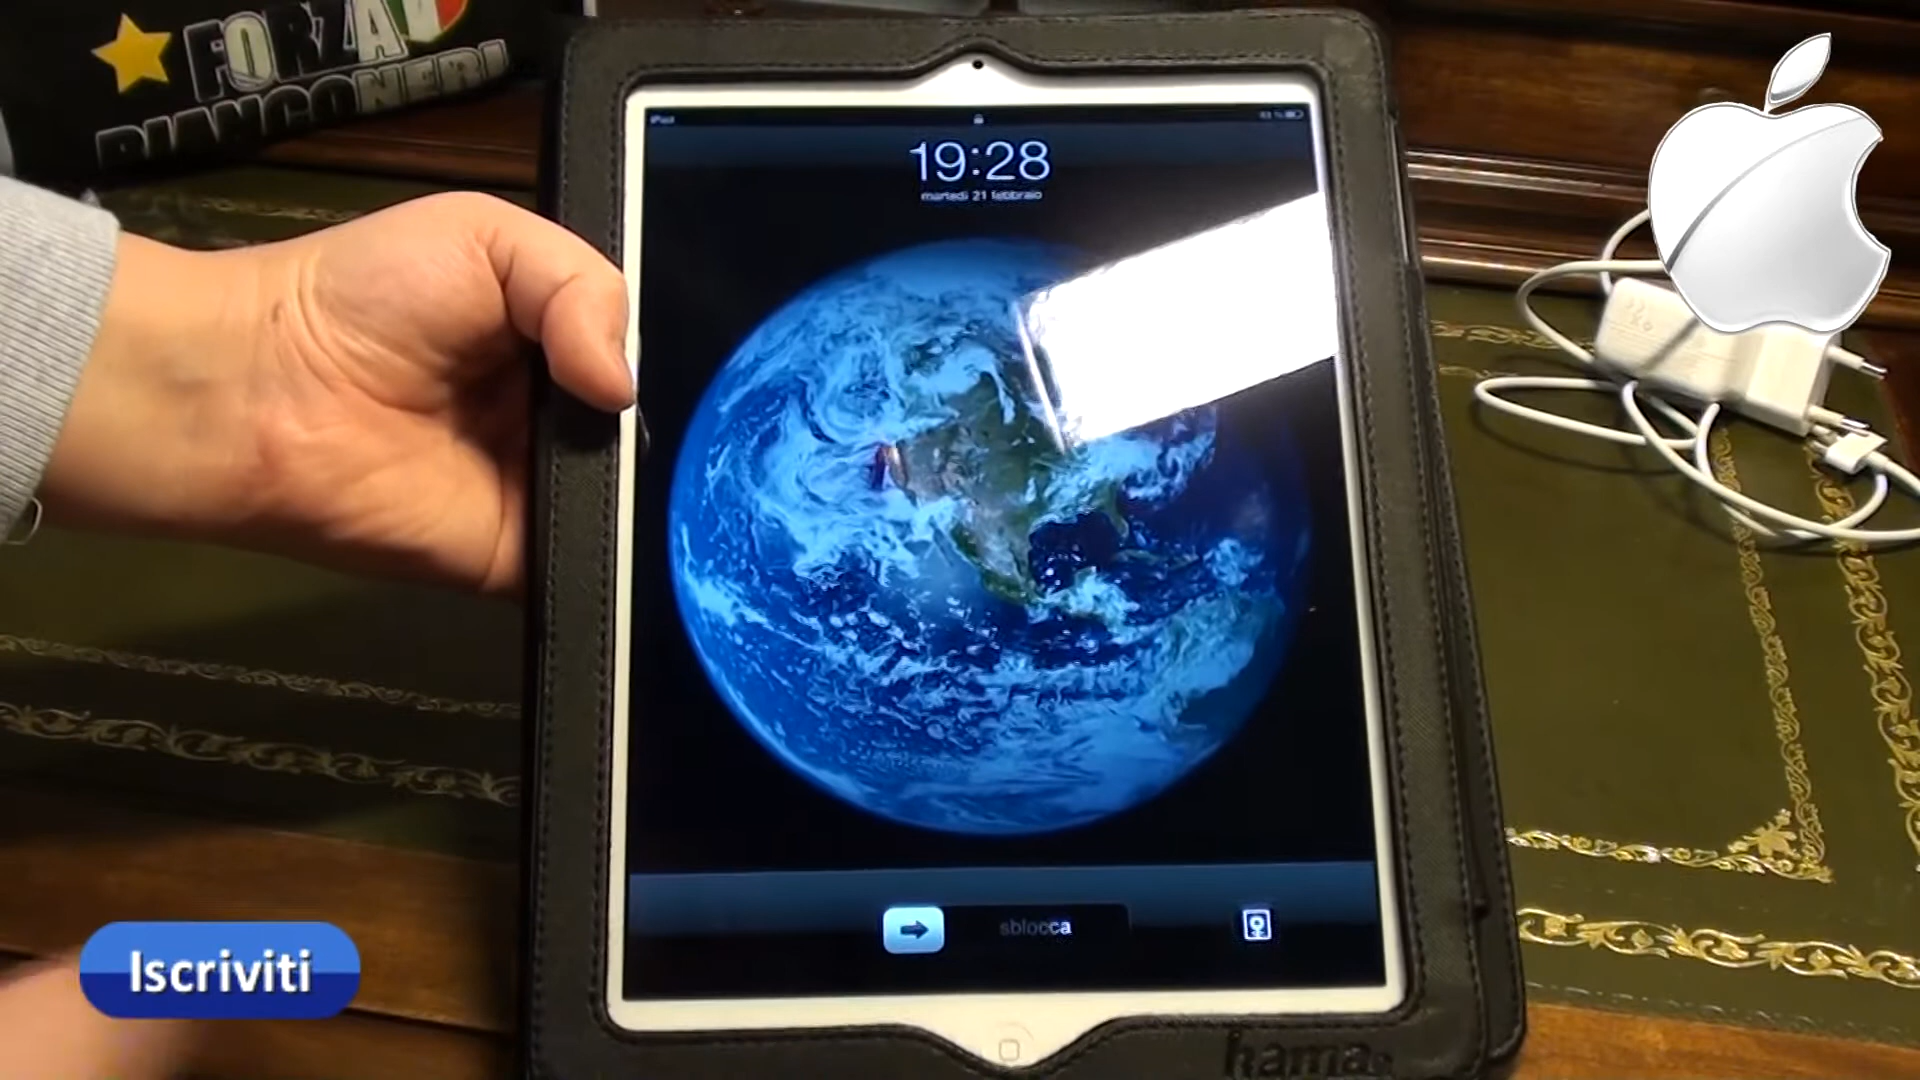 FORZA
BIANCONERI
iPad
19:28
martedì 21 febbraio
sblocca
Iscriviti
hama